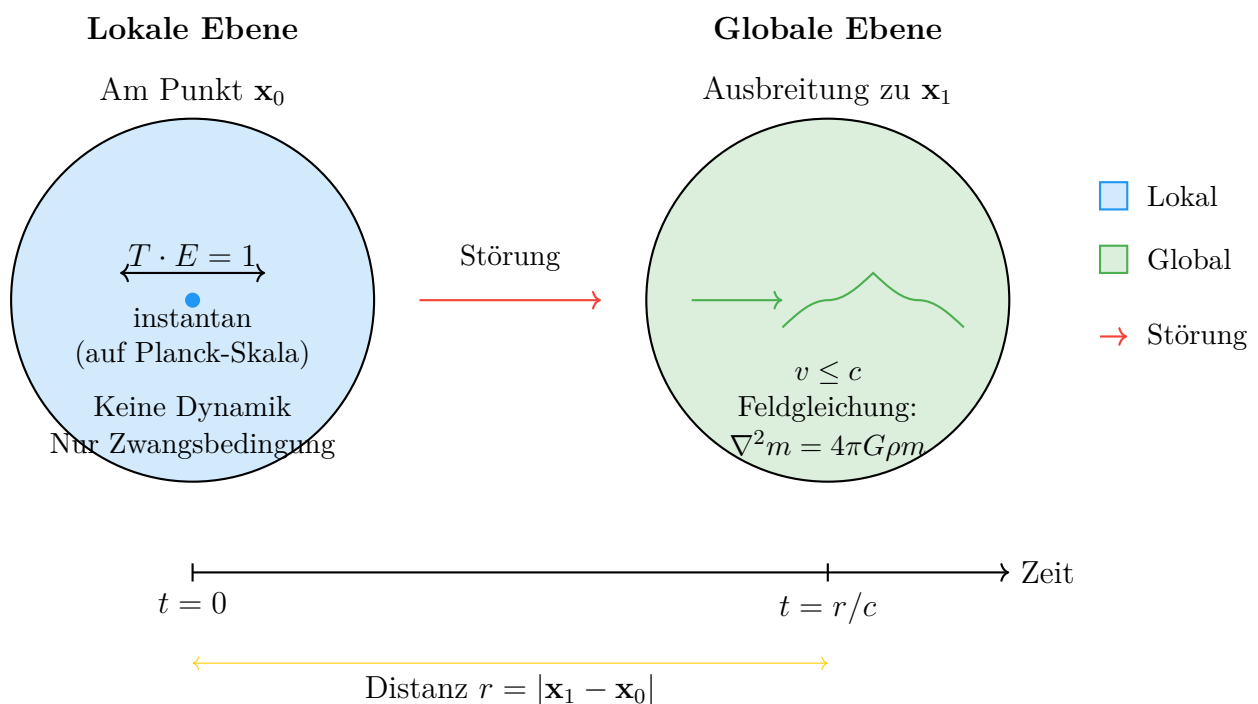 Lokale Ebene
Am Punkt x₀
T · E = 1
instantan
(auf Planck-Skala)
Keine Dynamik
Nur Zwangsbedingung
Störung
Globale Ebene
Ausbreitung zu x₁
v ≤ c
Feldgleichung:
∇²m = 4πGρm
Lokal
Global
Störung
Zeit
t = 0
t = r/c
Distanz r = |x₁ − x₀|